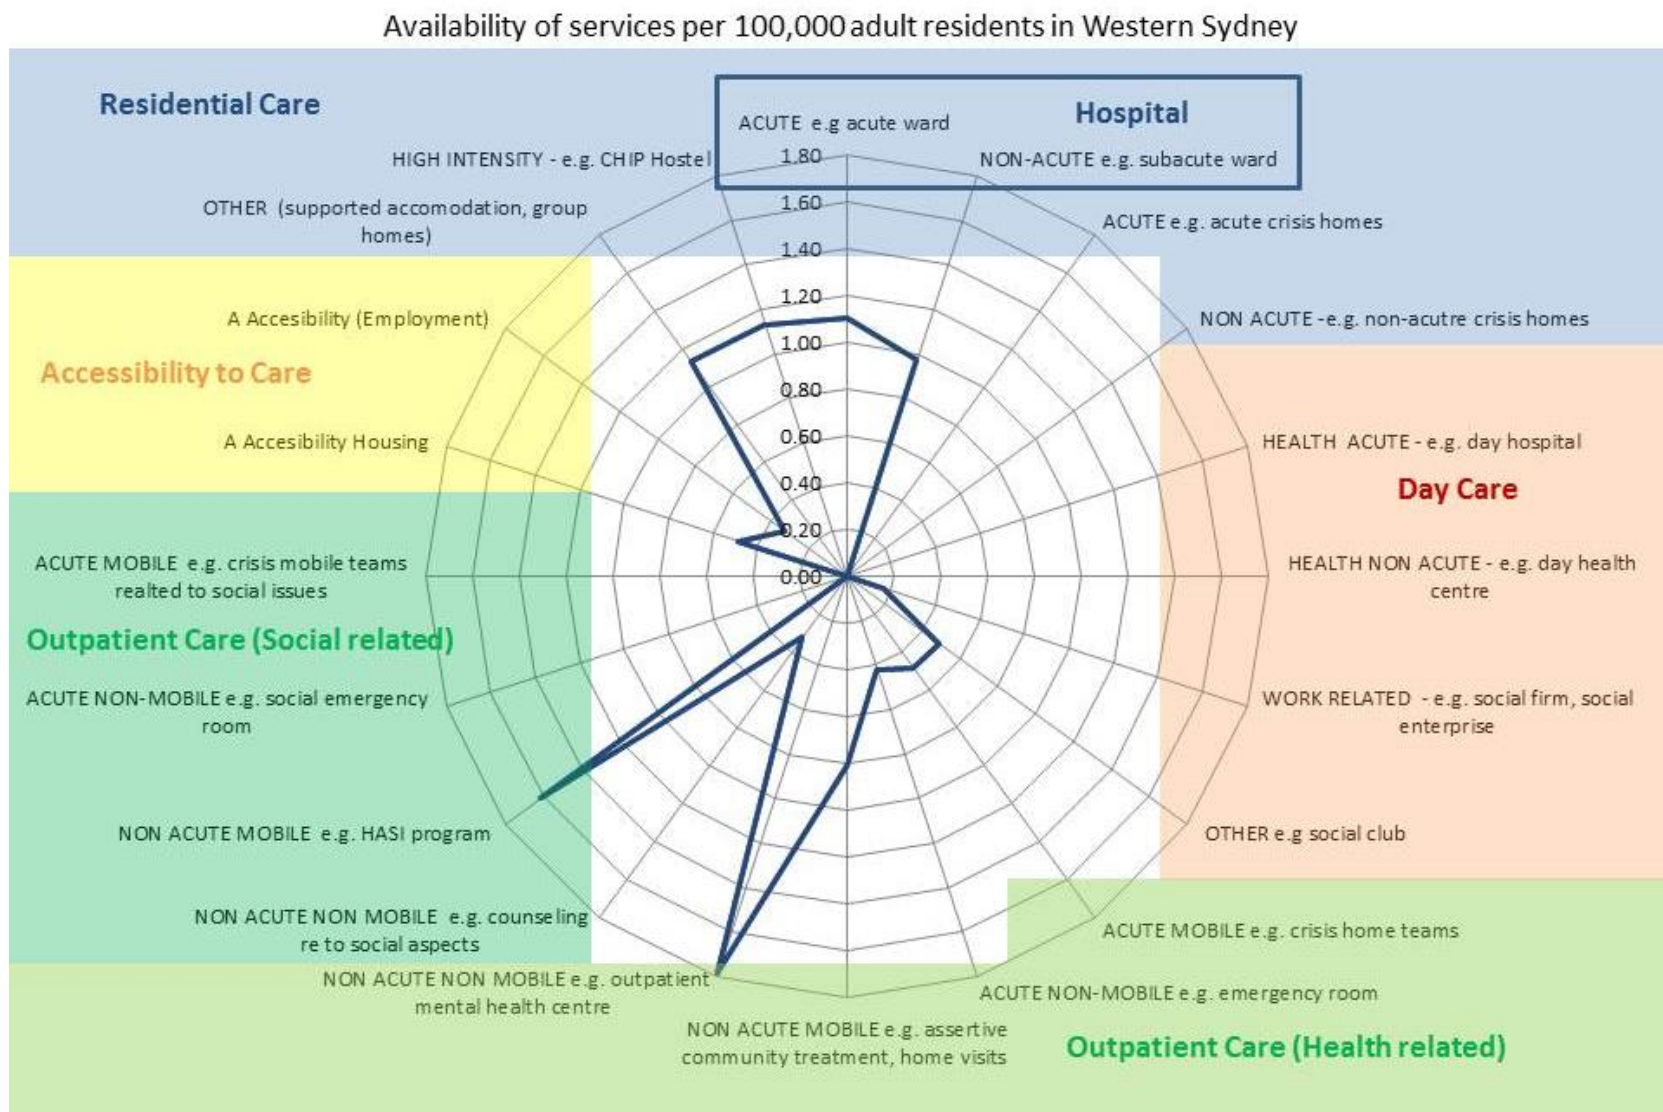 Availability of services per 100,000 adult residents in Western Sydney
Residential Care
Hospital
ACUTE e.g acute ward
NON-ACUTE e.g. subacute ward
HIGH INTENSITY - e.g. CHIP Hostel
OTHER (supported accomodation, group
homes)
ACUTE e.g. acute crisis homes
NON ACUTE -e.g. non-acutre crisis homes
1.80
1.60
1.40
1.20
1.00
0.80
0.60
0.40
0.20
0.00
A Accesibility (Employment)
Accessibility to Care
A Accesibility Housing
HEALTH ACUTE - e.g. day hospital
Day Care
HEALTH NON ACUTE - e.g. day health
centre
WORK RELATED - e.g. social firm, social
enterprise
OTHER e.g social club
ACUTE MOBILE e.g. crisis mobile teams
realted to social issues
Outpatient Care (Social related)
ACUTE NON-MOBILE e.g. social emergency
room
NON ACUTE MOBILE e.g. HASI program
NON ACUTE NON MOBILE e.g. counseling
re to social aspects
ACUTE MOBILE e.g. crisis home teams
NON ACUTE NON MOBILE e.g. outpatient
mental health centre
ACUTE NON-MOBILE e.g. emergency room
NON ACUTE MOBILE e.g. assertive
community treatment, home visits
Outpatient Care (Health related)